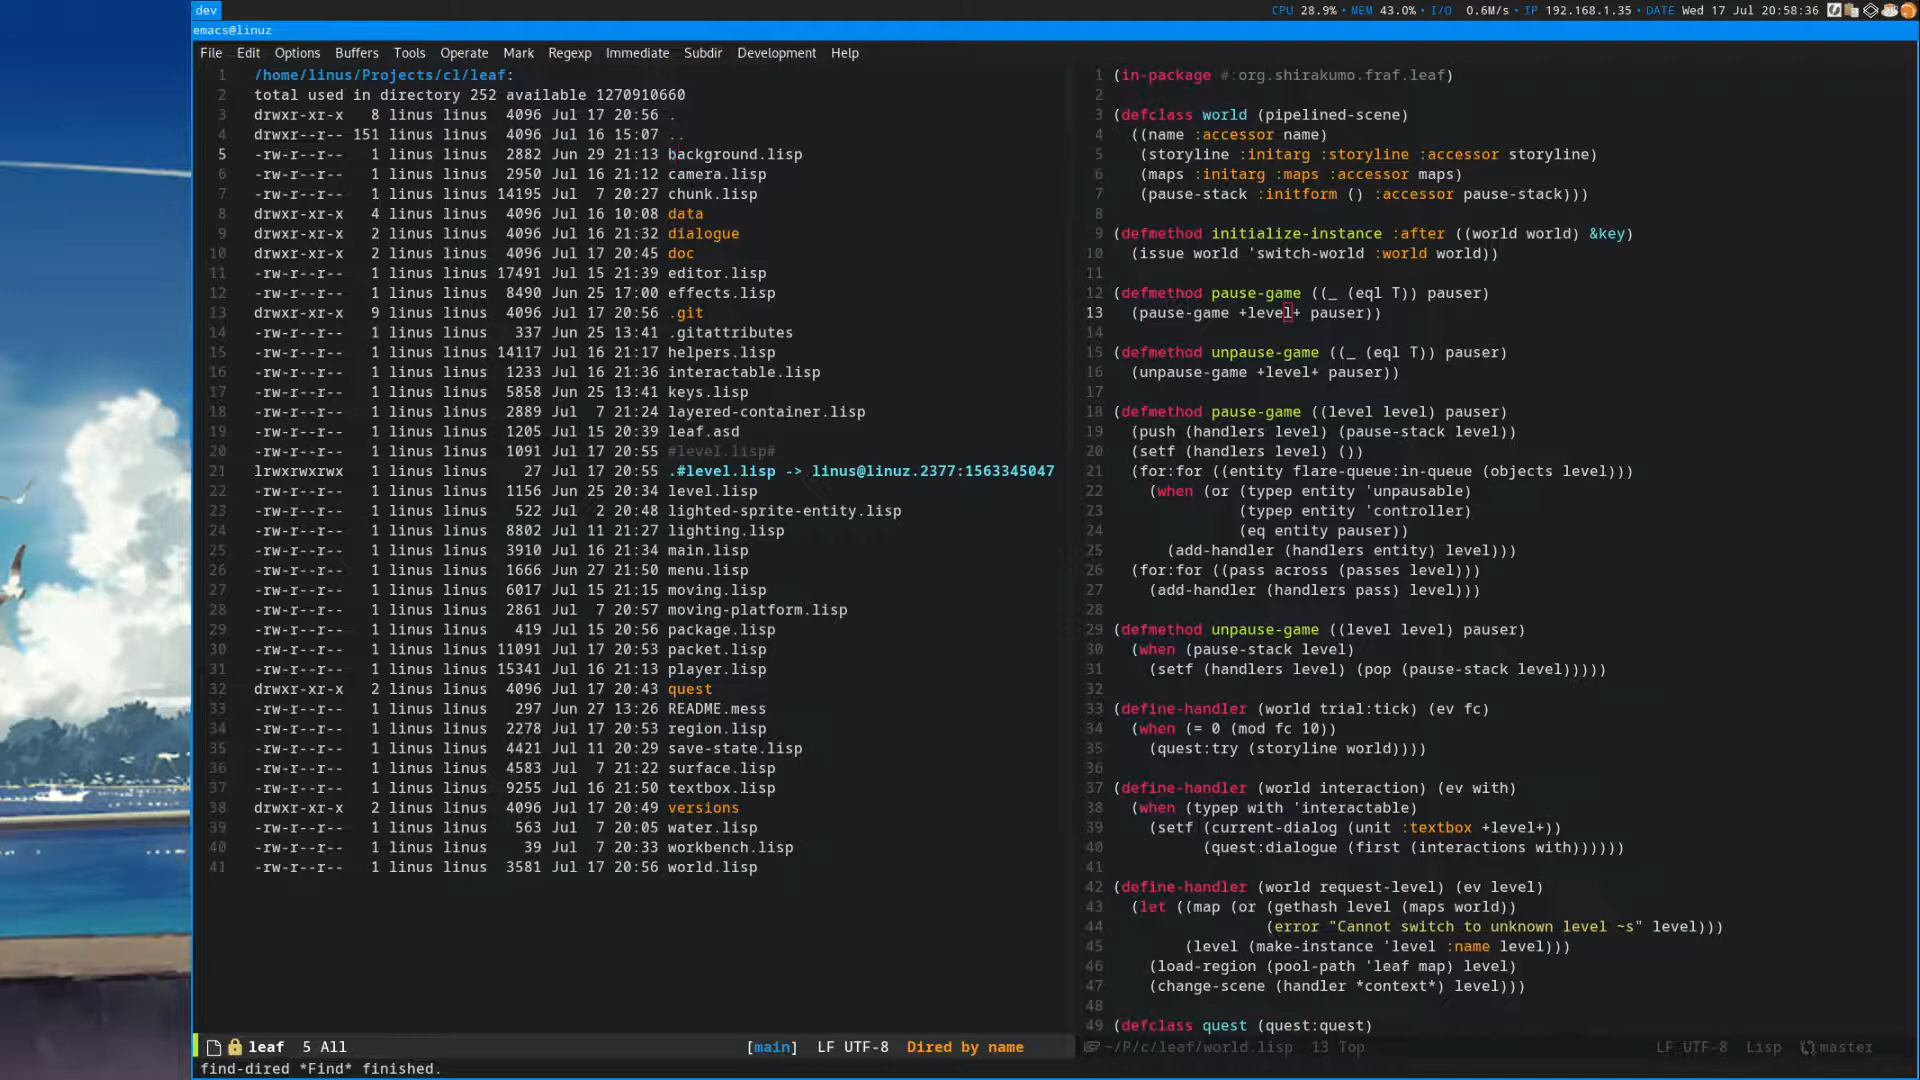 dev
CPU 28.9% · MEM 43.0% · I/O 0.6M/s · IP 192.168.1.35 · DATE Wed 17 Jul 20:58:36
emacs@linuz
File Edit Options Buffers Tools Operate Mark Regexp Immediate Subdir Development Help
1 /home/linus/Projects/cl/leaf:
2 total used in directory 252 available 1270910660
3 drwxr-xr-x 8 linus linus 4096 Jul 17 20:56 .
4 drwxr--r-- 151 linus linus 4096 Jul 16 15:07 ..
5 -rw-r--r-- 1 linus linus 2882 Jun 29 21:13 background.lisp
6 -rw-r--r-- 1 linus linus 2950 Jul 16 21:12 camera.lisp
7 -rw-r--r-- 1 linus linus 14195 Jul 7 20:27 chunk.lisp
8 drwxr-xr-x 4 linus linus 4096 Jul 16 10:08 data
9 drwxr-xr-x 2 linus linus 4096 Jul 16 21:32 dialogue
10 drwxr-xr-x 2 linus linus 4096 Jul 17 20:45 doc
11 -rw-r--r-- 1 linus linus 17491 Jul 15 21:39 editor.lisp
12 -rw-r--r-- 1 linus linus 8490 Jun 25 17:00 effects.lisp
13 drwxr-xr-x 9 linus linus 4096 Jul 17 20:56 .git
14 -rw-r--r-- 1 linus linus 337 Jun 25 13:41 .gitattributes
15 -rw-r--r-- 1 linus linus 14117 Jul 16 21:17 helpers.lisp
16 -rw-r--r-- 1 linus linus 1233 Jul 16 21:36 interactable.lisp
17 -rw-r--r-- 1 linus linus 5858 Jun 25 13:41 keys.lisp
18 -rw-r--r-- 1 linus linus 2889 Jul 7 21:24 layered-container.lisp
19 -rw-r--r-- 1 linus linus 1205 Jul 15 20:39 leaf.asd
20 -rw-r--r-- 1 linus linus 1091 Jul 17 20:55 #level.lisp#
21 lrwxrwxrwx 1 linus linus 27 Jul 17 20:55 .#level.lisp -> linus@linuz.2377:1563345047
22 -rw-r--r-- 1 linus linus 1156 Jun 25 20:34 level.lisp
23 -rw-r--r-- 1 linus linus 522 Jul 2 20:48 lighted-sprite-entity.lisp
24 -rw-r--r-- 1 linus linus 8802 Jul 11 21:27 lighting.lisp
25 -rw-r--r-- 1 linus linus 3910 Jul 16 21:34 main.lisp
26 -rw-r--r-- 1 linus linus 1666 Jun 27 21:50 menu.lisp
27 -rw-r--r-- 1 linus linus 6017 Jul 15 21:15 moving.lisp
28 -rw-r--r-- 1 linus linus 2861 Jul 7 20:57 moving-platform.lisp
29 -rw-r--r-- 1 linus linus 419 Jul 15 20:56 package.lisp
30 -rw-r--r-- 1 linus linus 11091 Jul 17 20:53 packet.lisp
31 -rw-r--r-- 1 linus linus 15341 Jul 16 21:13 player.lisp
32 drwxr-xr-x 2 linus linus 4096 Jul 17 20:43 quest
33 -rw-r--r-- 1 linus linus 297 Jun 27 13:26 README.mess
34 -rw-r--r-- 1 linus linus 2278 Jul 17 20:53 region.lisp
35 -rw-r--r-- 1 linus linus 4421 Jul 11 20:29 save-state.lisp
36 -rw-r--r-- 1 linus linus 4583 Jul 7 21:22 surface.lisp
37 -rw-r--r-- 1 linus linus 9255 Jul 16 21:50 textbox.lisp
38 drwxr-xr-x 2 linus linus 4096 Jul 17 20:49 versions
39 -rw-r--r-- 1 linus linus 563 Jul 7 20:05 water.lisp
40 -rw-r--r-- 1 linus linus 39 Jul 7 20:33 workbench.lisp
41 -rw-r--r-- 1 linus linus 3581 Jul 17 20:56 world.lisp
leaf 5 All [main] LF UTF-8 Dired by name
1 (in-package #:org.shirakumo.fraf.leaf)
2
3 (defclass world (pipelined-scene)
4 ((name :accessor name)
5 (storyline :initarg :storyline :accessor storyline)
6 (maps :initarg :maps :accessor maps)
7 (pause-stack :initform () :accessor pause-stack)))
8
9 (defmethod initialize-instance :after ((world world) &key)
10 (issue world 'switch-world :world world))
11
12 (defmethod pause-game ((_ (eql T)) pauser)
13 (pause-game +level+ pauser))
14
15 (defmethod unpause-game ((_ (eql T)) pauser)
16 (unpause-game +level+ pauser))
17
18 (defmethod pause-game ((level level) pauser)
19 (push (handlers level) (pause-stack level))
20 (setf (handlers level) ())
21 (for:for ((entity flare-queue:in-queue (objects level)))
22 (when (or (typep entity 'unpausable)
23 (typep entity 'controller)
24 (eq entity pauser))
25 (add-handler (handlers entity) level)))
26 (for:for ((pass across (passes level)))
27 (add-handler (handlers pass) level)))
28
29 (defmethod unpause-game ((level level) pauser)
30 (when (pause-stack level)
31 (setf (handlers level) (pop (pause-stack level)))))
32
33 (define-handler (world trial:tick) (ev fc)
34 (when (= 0 (mod fc 10))
35 (quest:try (storyline world))))
36
37 (define-handler (world interaction) (ev with)
38 (when (typep with 'interactable)
39 (setf (current-dialog (unit :textbox +level+))
40 (quest:dialogue (first (interactions with))))))
41
42 (define-handler (world request-level) (ev level)
43 (let ((map (or (gethash level (maps world))
44 (error "Cannot switch to unknown level ~s" level)))
45 (level (make-instance 'level :name level)))
46 (load-region (pool-path 'leaf map) level)
47 (change-scene (handler *context*) level)))
48
49 (defclass quest (quest:quest)
~/P/c/leaf/world.lisp 13 Top LF UTF-8 Lisp master
find-dired *Find* finished.